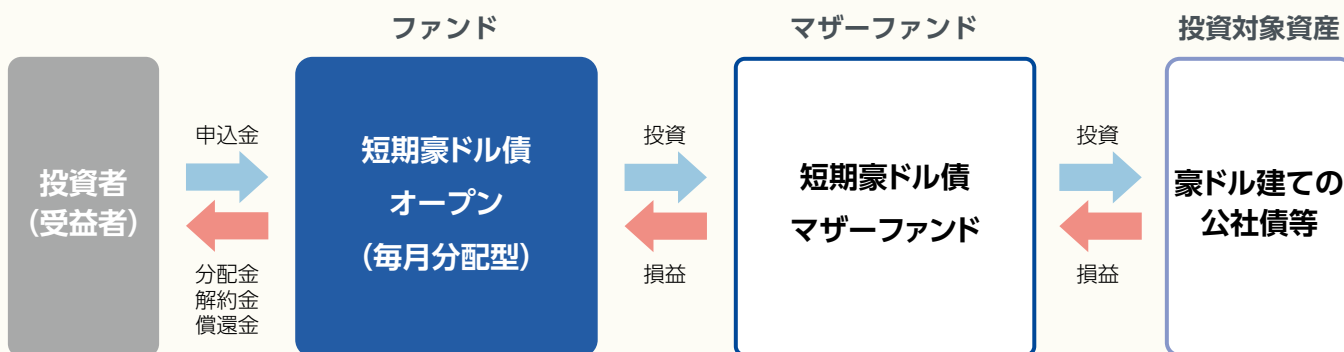 ファンド
マザーファンド
投資対象資産
投資者
(受益者)
申込金
分配金
解約金
償還金
短期豪ドル債
オープン
(毎月分配型)
投資
損益
短期豪ドル債
マザーファンド
投資
損益
豪ドル建ての
公社債等